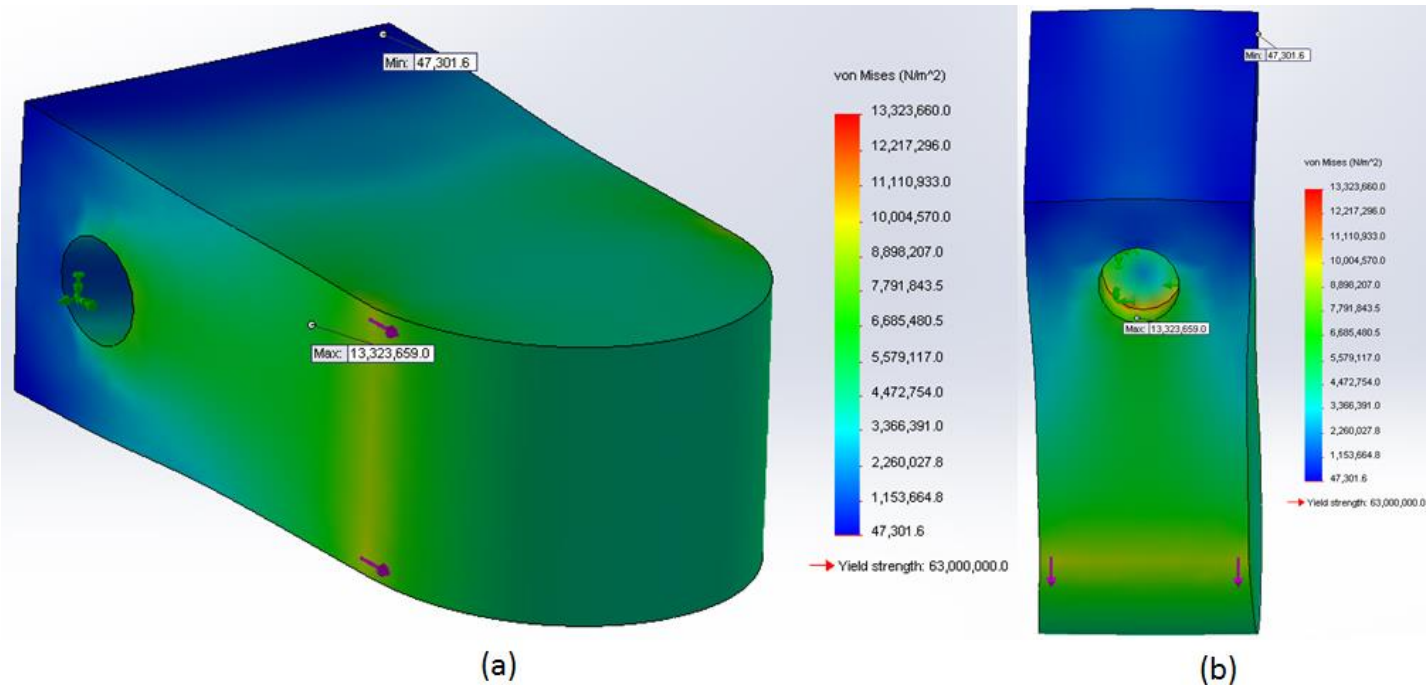 Min: 47,301.6
von Mises (N/m^2)
13,323,660.0
12,217,296.0
11,110,933.0
10,004,570.0
8,898,207.0
7,791,843.5
6,685,480.5
5,579,117.0
4,472,754.0
3,366,391.0
2,260,027.8
1,153,664.8
47,301.6
Yield strength: 63,000,000.0
Max: 13,323,659.0
(a)
Min: 47,301.6
von Mises (N/m^2)
13,323,660.0
12,217,296.0
11,110,933.0
10,004,570.0
8,898,207.0
7,791,843.5
6,685,480.5
5,579,117.0
4,472,754.0
3,366,391.0
2,260,027.8
1,153,664.8
47,301.6
Yield strength: 63,000,000.0
Max: 13,323,659.0
(b)